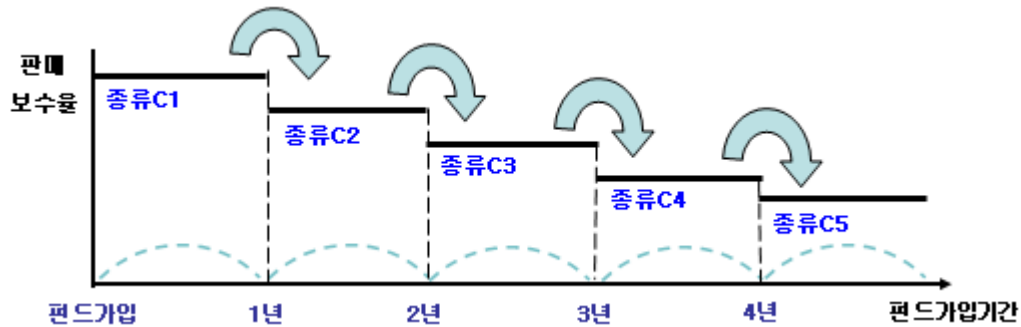 판매
보수율
종류C1
종류C2
종류C3
종류C4
종류C5
펀드가입
1년
2년
3년
4년
펀드가입기간